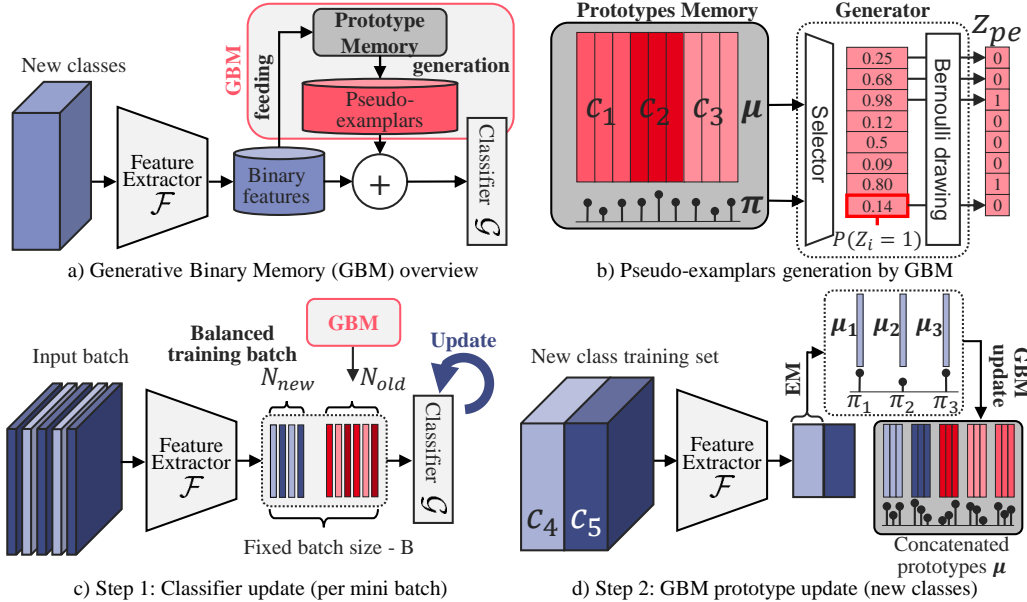 New classes
Feature
Extractor
ℱ
GBM
feeding
Prototype
Memory
generation
Pseudo-
examplars
Binary
features
+
Classifier
𝒢
a) Generative Binary Memory (GBM) overview
Prototypes Memory
c1 c2 c3 μ
π
Generator
Selector
0.25
0.68
0.98
0.12
0.5
0.09
0.80
0.14
P(Z_i = 1)
Bernoulli drawing
Z_pe
0
0
1
0
0
0
1
0
b) Pseudo-examplars generation by GBM
Input batch
Feature
Extractor
ℱ
Balanced
training batch
GBM
N_new N_old
Update
Classifier
𝒢
Fixed batch size - B
c) Step 1: Classifier update (per mini batch)
New class training set
c4 c5
Feature
Extractor
ℱ
EM
μ1 μ2 μ3
π1 π2 π3
GBM
update
Concatenated
prototypes μ
d) Step 2: GBM prototype update (new classes)